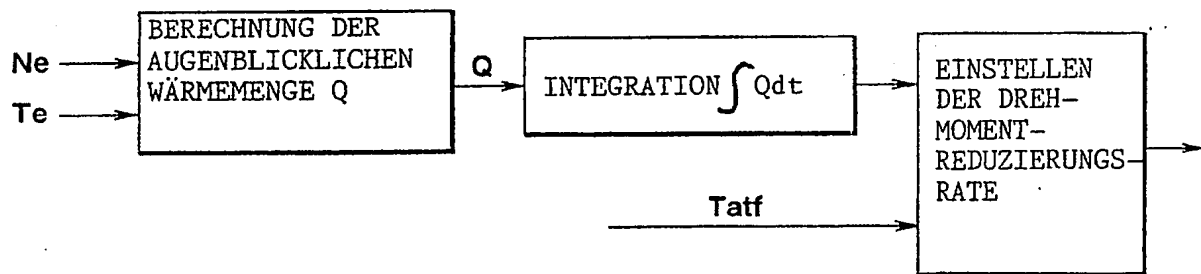 Ne
Te
BERECHNUNG DER
AUGENBLICKLICHEN
WÄRMEMENGE Q
Q
INTEGRATION ∫ Qdt
Tatf
EINSTELLEN
DER DREH-
MOMENT-
REDUZIERUNGS-
RATE